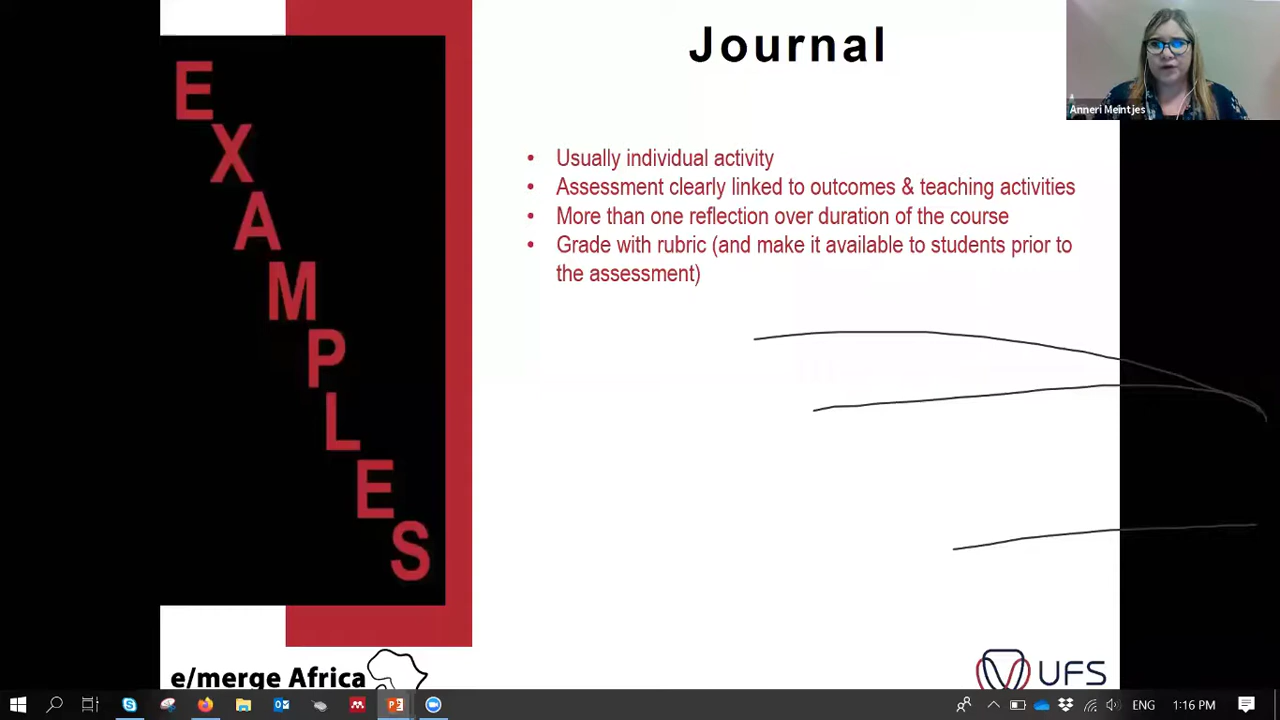 Journal
Anneri Meintjes
EXAMPLES
• Usually individual activity
• Assessment clearly linked to outcomes & teaching activities
• More than one reflection over duration of the course
• Grade with rubric (and make it available to students prior to
the assessment)
e/merge Africa
UFS
ENG
1:16 PM